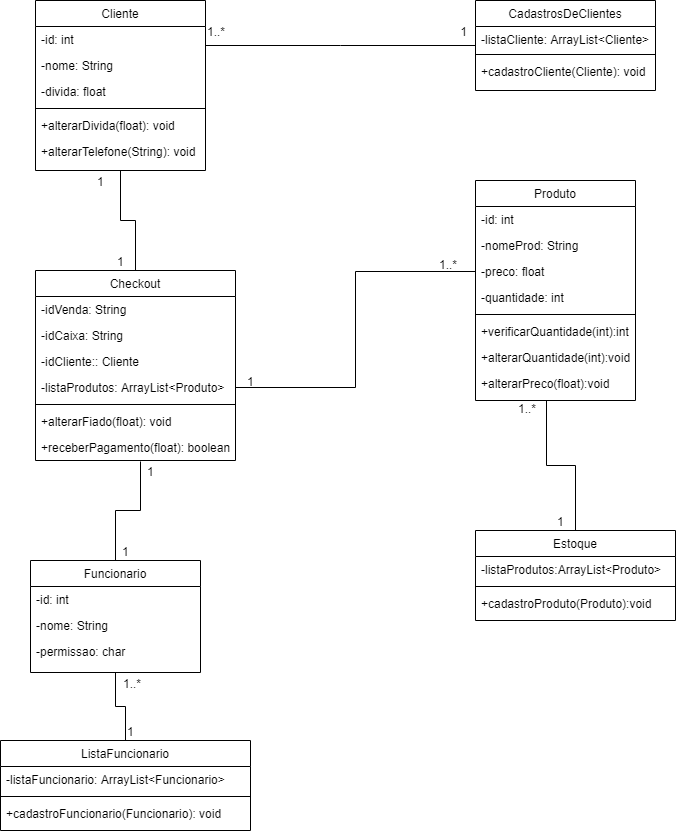 Cliente
-id: int
-nome: String
-divida: float
+alterarDivida(float): void
+alterarTelefone(String): void
1..*
1
CadastrosDeClientes
-listaCliente: ArrayList<Cliente>
+cadastroCliente(Cliente): void
1
1
Checkout
-idVenda: String
-idCaixa: String
-idCliente:: Cliente
-listaProdutos: ArrayList<Produto>
+alterarFiado(float): void
+receberPagamento(float): boolean
1
1..*
Produto
-id: int
-nomeProd: String
-preco: float
-quantidade: int
+verificarQuantidade(int):int
+alterarQuantidade(int):void
+alterarPreco(float):void
1..*
1
Estoque
-listaProdutos:ArrayList<Produto>
+cadastroProduto(Produto):void
1
1
Funcionario
-id: int
-nome: String
-permissao: char
1..*
1
ListaFuncionario
-listaFuncionario: ArrayList<Funcionario>
+cadastroFuncionario(Funcionario): void